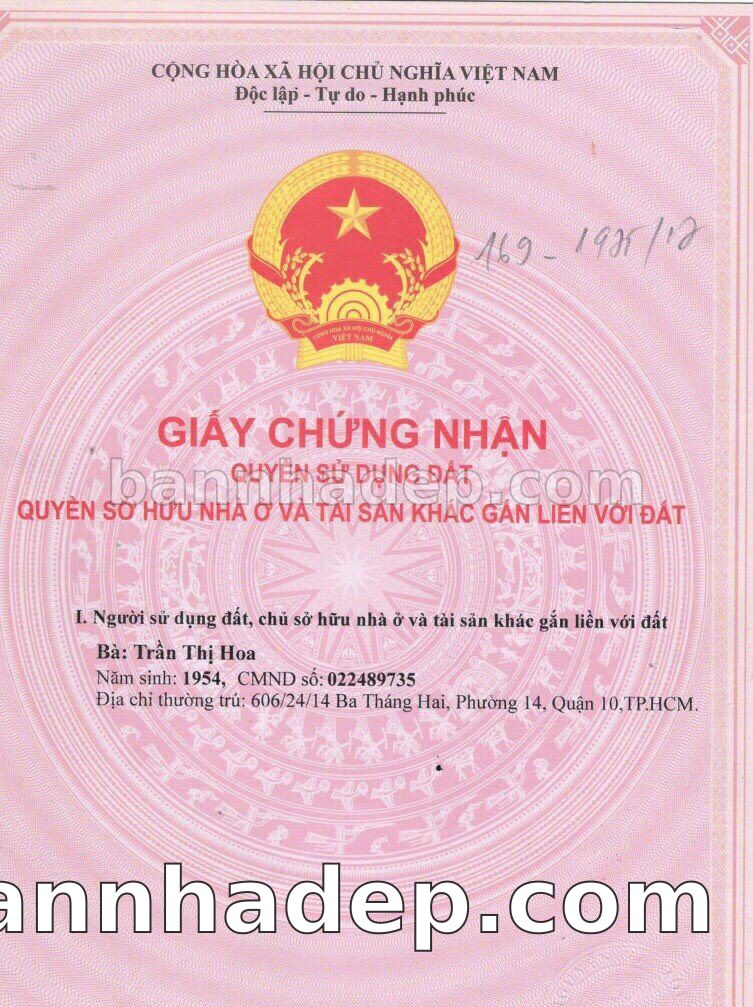 CỘNG HÒA XÃ HỘI CHỦ NGHĨA VIỆT NAM
Độc lập - Tự do - Hạnh phúc
CỘNG HÒA XÃ HỘI CHỦ NGHĨA
VIỆT NAM
GIẤY CHỨNG NHẬN
QUYỀN SỬ DỤNG ĐẤT
bannhadep.com
QUYỀN SỞ HỮU NHÀ Ở VÀ TÀI SẢN KHÁC GẮN LIỀN VỚI ĐẤT
I. Người sử dụng đất, chủ sở hữu nhà ở và tài sản khác gắn liền với đất
Bà: Trần Thị Hoa
Năm sinh: 1954, CMND số: 022489735
Địa chỉ thường trú: 606/24/14 Ba Tháng Hai, Phường 14, Quận 10,TP.HCM.
annhadep.com